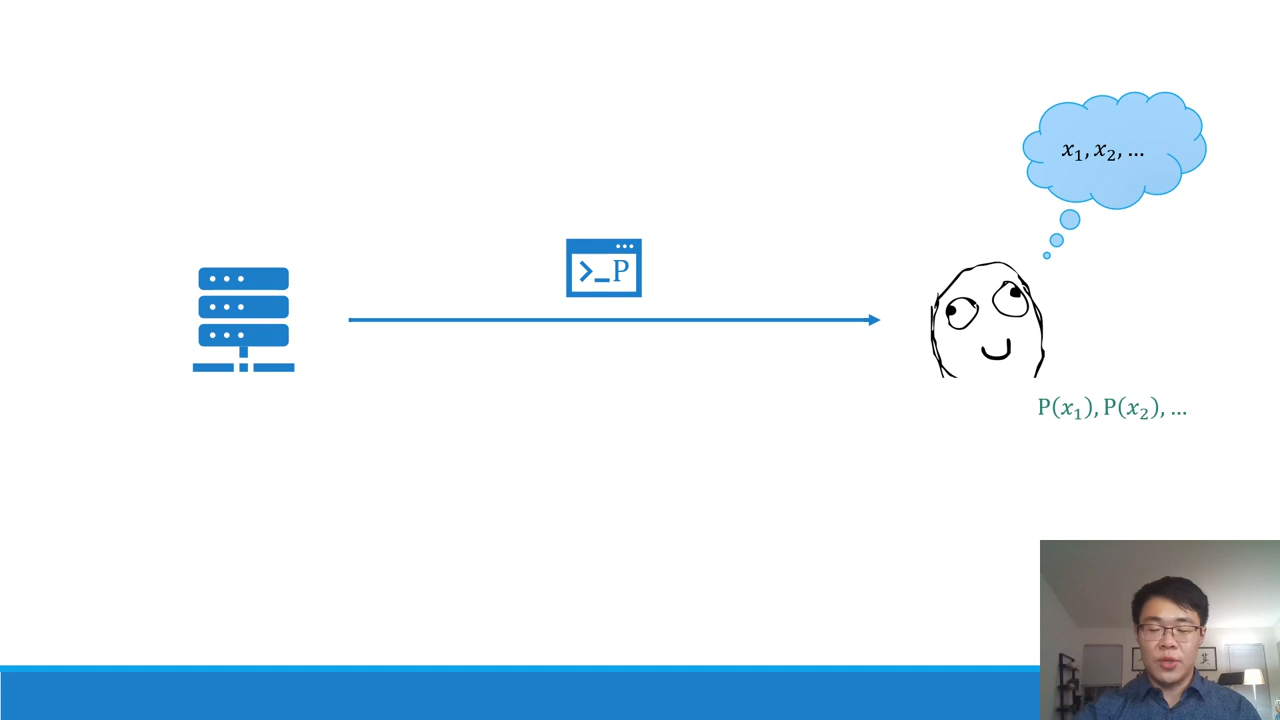 x₁, x₂, …
>_P
P(x₁), P(x₂), …